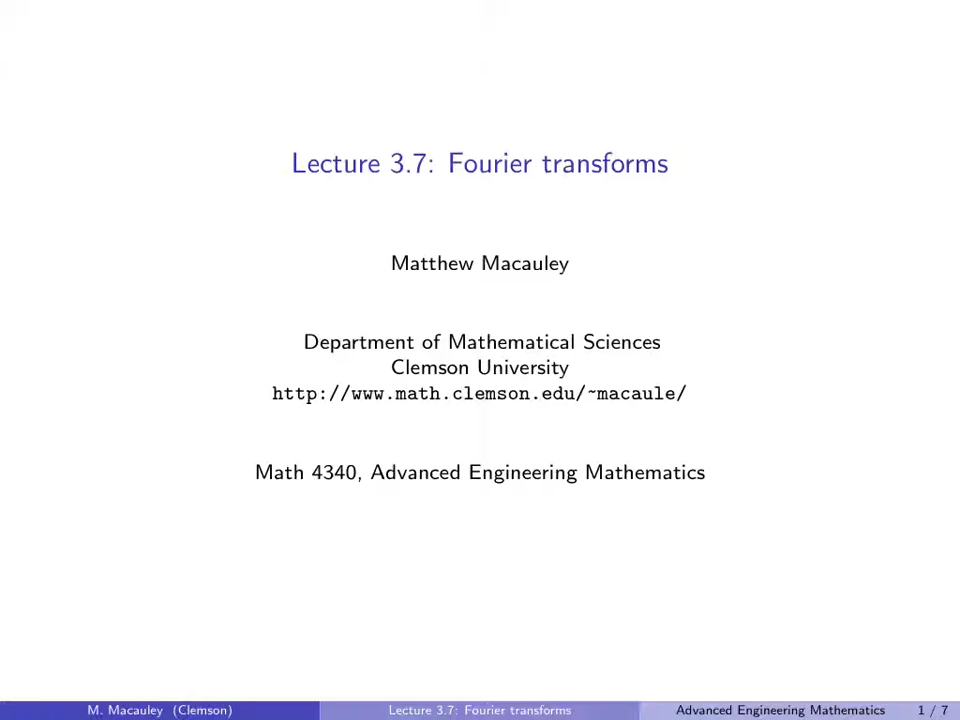 Lecture 3.7: Fourier transforms
Matthew Macauley
Department of Mathematical Sciences
Clemson University
http://www.math.clemson.edu/~macaule/
Math 4340, Advanced Engineering Mathematics
M. Macauley (Clemson) Lecture 3.7: Fourier transforms Advanced Engineering Mathematics 1 / 7